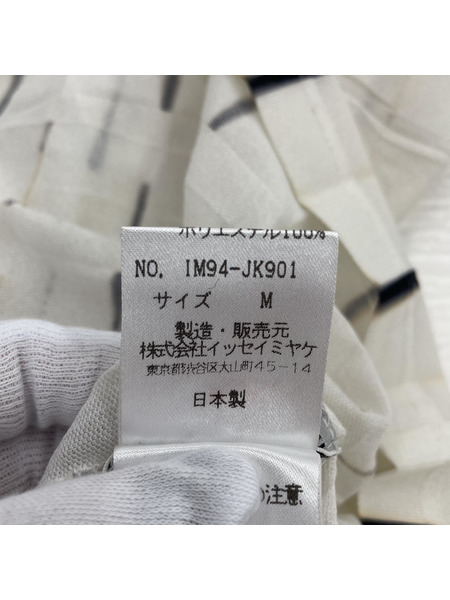 ポリエステル100%
NO. IM94-JK901
サイズ M
製造・販売元
株式会社イッセイミヤケ
東京都渋谷区大山町45-14
日本製
の注意